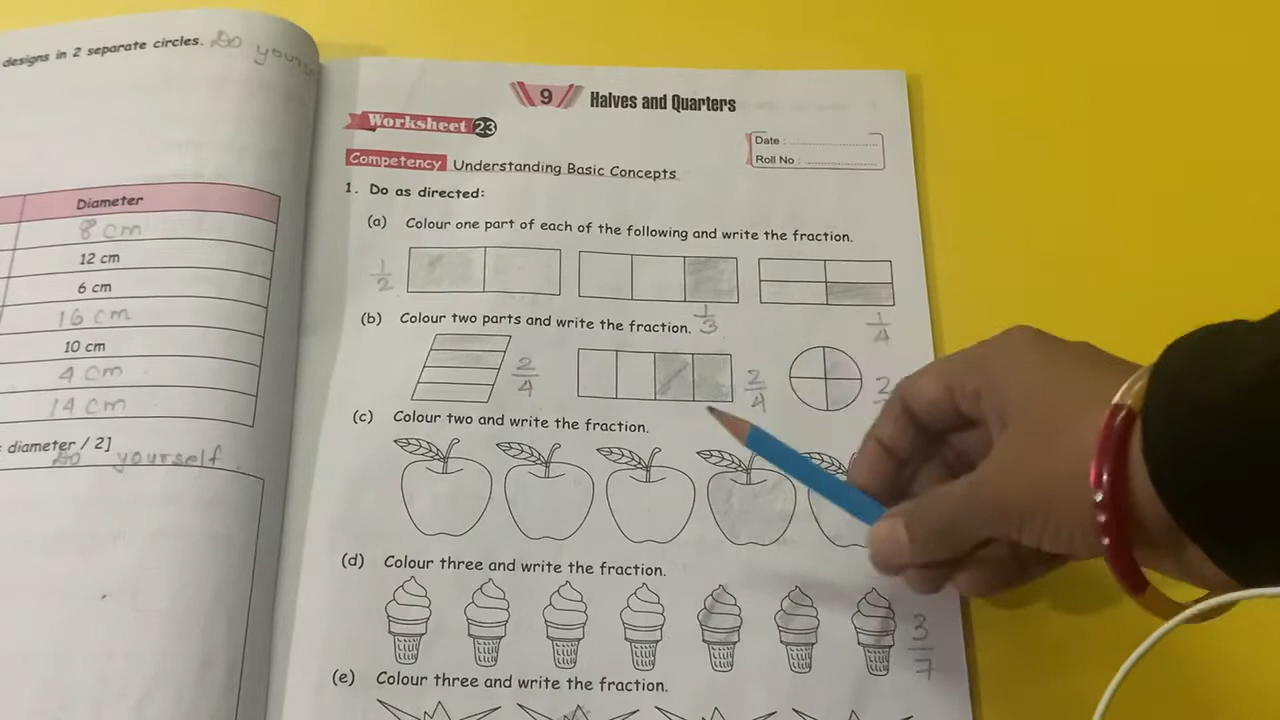 designs in 2 separate circles. Do yours
Diameter
8 cm
12 cm
6 cm
16 cm
10 cm
4 cm
14 cm
diameter / 2]
Do yourself
9 Halves and Quarters
Worksheet 23
Date :
Roll No :
Competency Understanding Basic Concepts
1. Do as directed:
(a) Colour one part of each of the following and write the fraction.
1/2
1/3
1/4
(b) Colour two parts and write the fraction.
2/4
2/4
2
(c) Colour two and write the fraction.
(d) Colour three and write the fraction.
3/7
(e) Colour three and write the fraction.